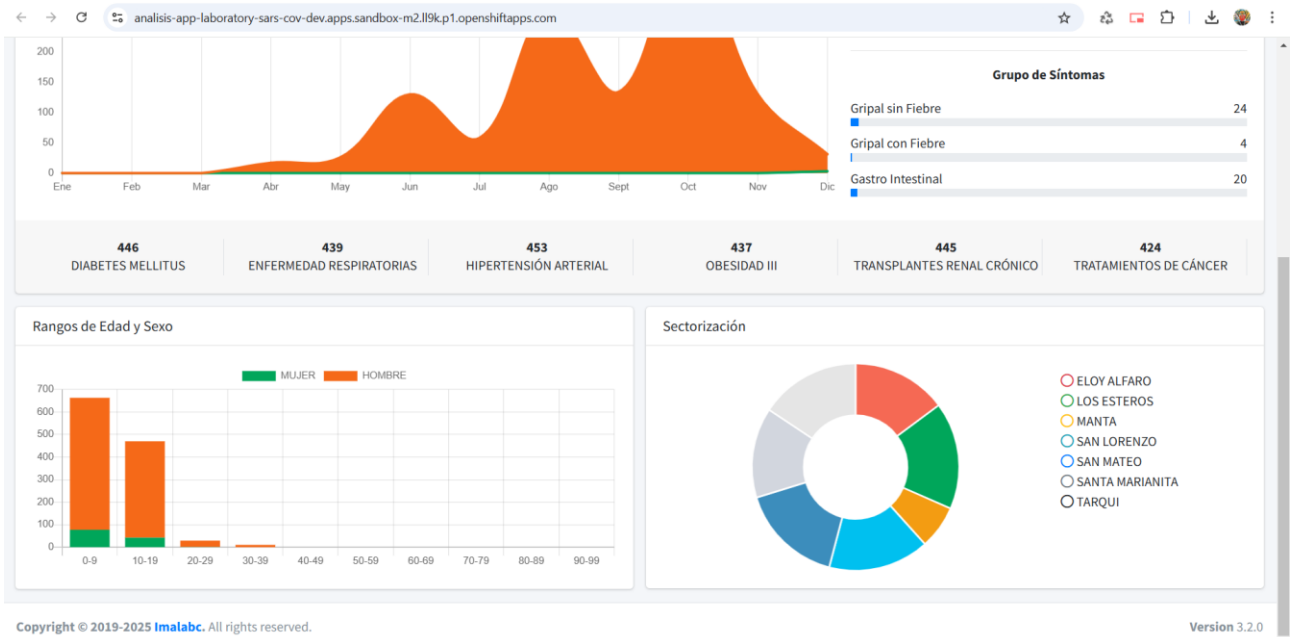 analisis-app-laboratory-sars-cov-dev.apps.sandbox-m2.ll9k.p1.openshiftapps.com
200
150
100
50
0
Ene Feb Mar Abr May Jun Jul Ago Sept Oct Nov Dic
Grupo de Síntomas
Gripal sin Fiebre 24
Gripal con Fiebre 4
Gastro Intestinal 20
446 439 453 437 445 424
DIABETES MELLITUS ENFERMEDAD RESPIRATORIAS HIPERTENSIÓN ARTERIAL OBESIDAD III TRANSPLANTES RENAL CRÓNICO TRATAMIENTOS DE CÁNCER
Rangos de Edad y Sexo
MUJER HOMBRE
700
600
500
400
300
200
100
0
0-9 10-19 20-29 30-39 40-49 50-59 60-69 70-79 80-89 90-99
Sectorización
ELOY ALFARO
LOS ESTEROS
MANTA
SAN LORENZO
SAN MATEO
SANTA MARIANITA
TARQUI
Copyright © 2019-2025 Imalabc. All rights reserved.
Version 3.2.0